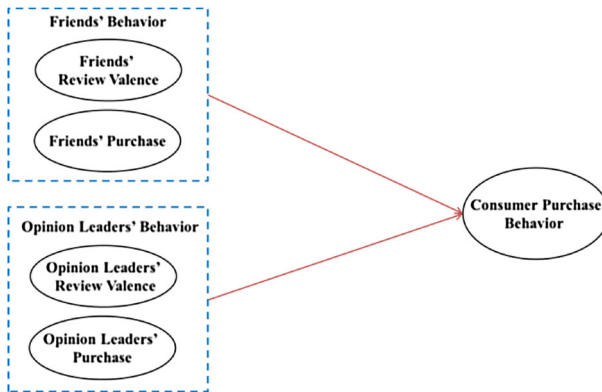 Friends’ Behavior
Friends’
Review Valence
Friends’ Purchase
Opinion Leaders’ Behavior
Opinion Leaders’
Review Valence
Opinion Leaders’
Purchase
Consumer Purchase
Behavior